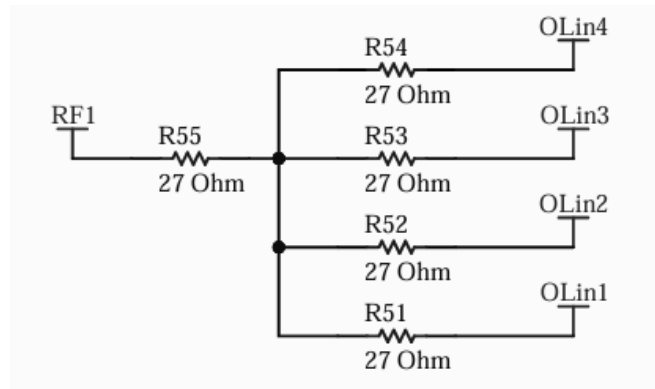 OLin4
R54
27 Ohm
RF1
R55
27 Ohm
OLin3
R53
27 Ohm
OLin2
R52
27 Ohm
OLin1
R51
27 Ohm